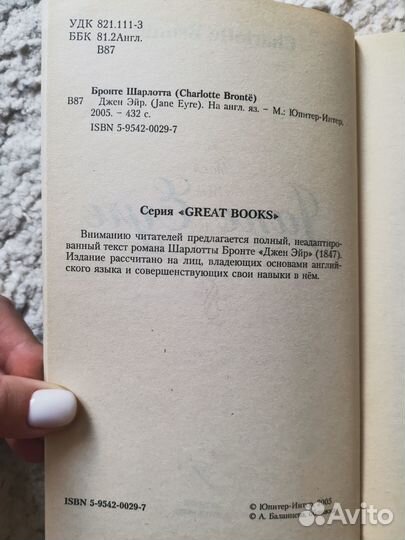 УДК 821.111-3
ББК 81.2Англ.
В87
Бронте Шарлотта (Charlotte Brontë)
В87 Джен Эйр. (Jane Eyre). На англ. яз. – М.: Юпитер-Интер,
2005. – 432 с.
ISBN 5-9542-0029-7
Серия «GREAT BOOKS»
Вниманию читателей предлагается полный, неадаптиро-
ванный текст романа Шарлотты Бронте «Джен Эйр» (1847).
Издание рассчитано на лиц, владеющих основами англий-
ского языка и совершенствующих свои навыки в нём.
ISBN 5-9542-0029-7
© Юпитер-Интер, 2005
© А.
Avito